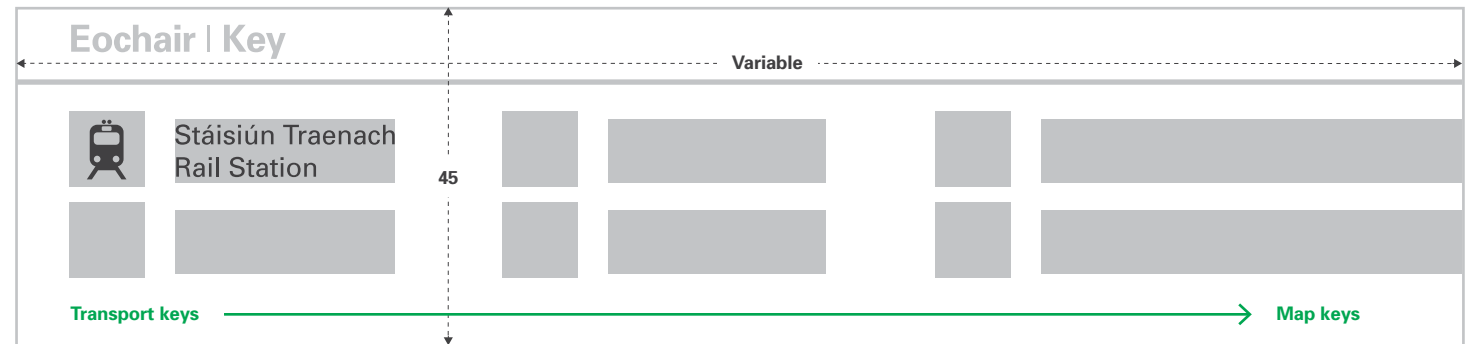 Eochair | Key
Variable
Stáisiún Traenach
Rail Station
45
Transport keys
Map keys